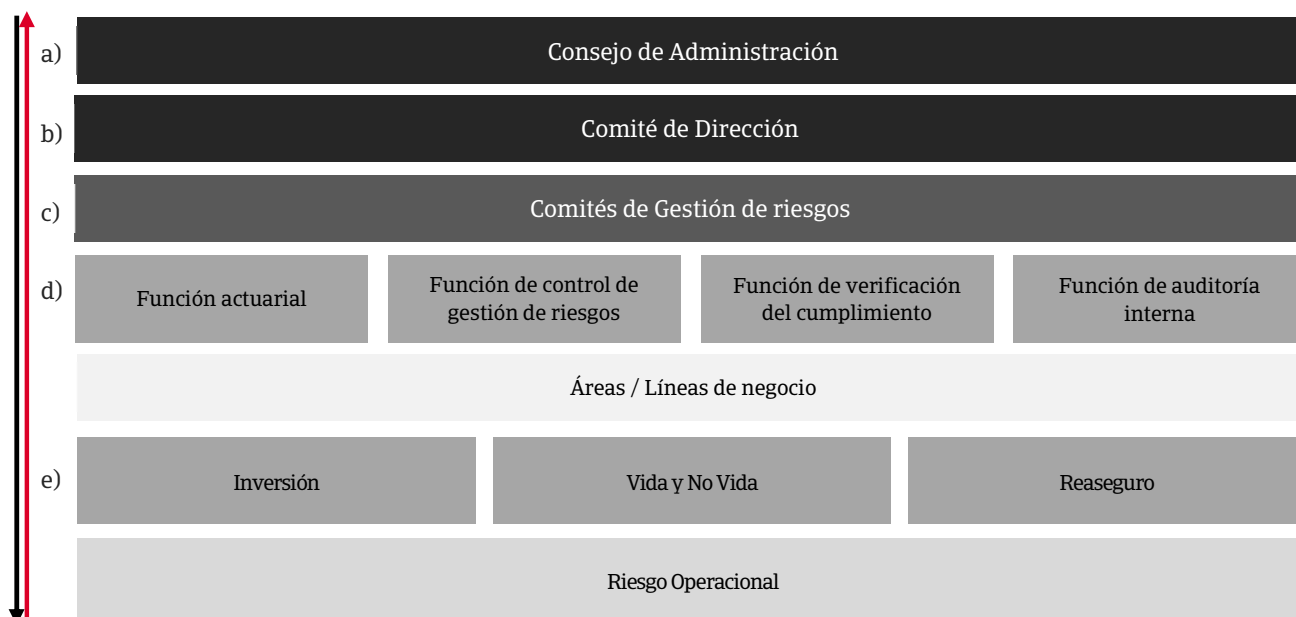 a)
Consejo de Administración
b)
Comité de Dirección
c)
Comités de Gestión de riesgos
d)
Función actuarial
Función de control de
gestión de riesgos
Función de verificación
del cumplimiento
Función de auditoría
interna
Áreas / Líneas de negocio
e)
Inversión
Vida y No Vida
Reaseguro
Riesgo Operacional